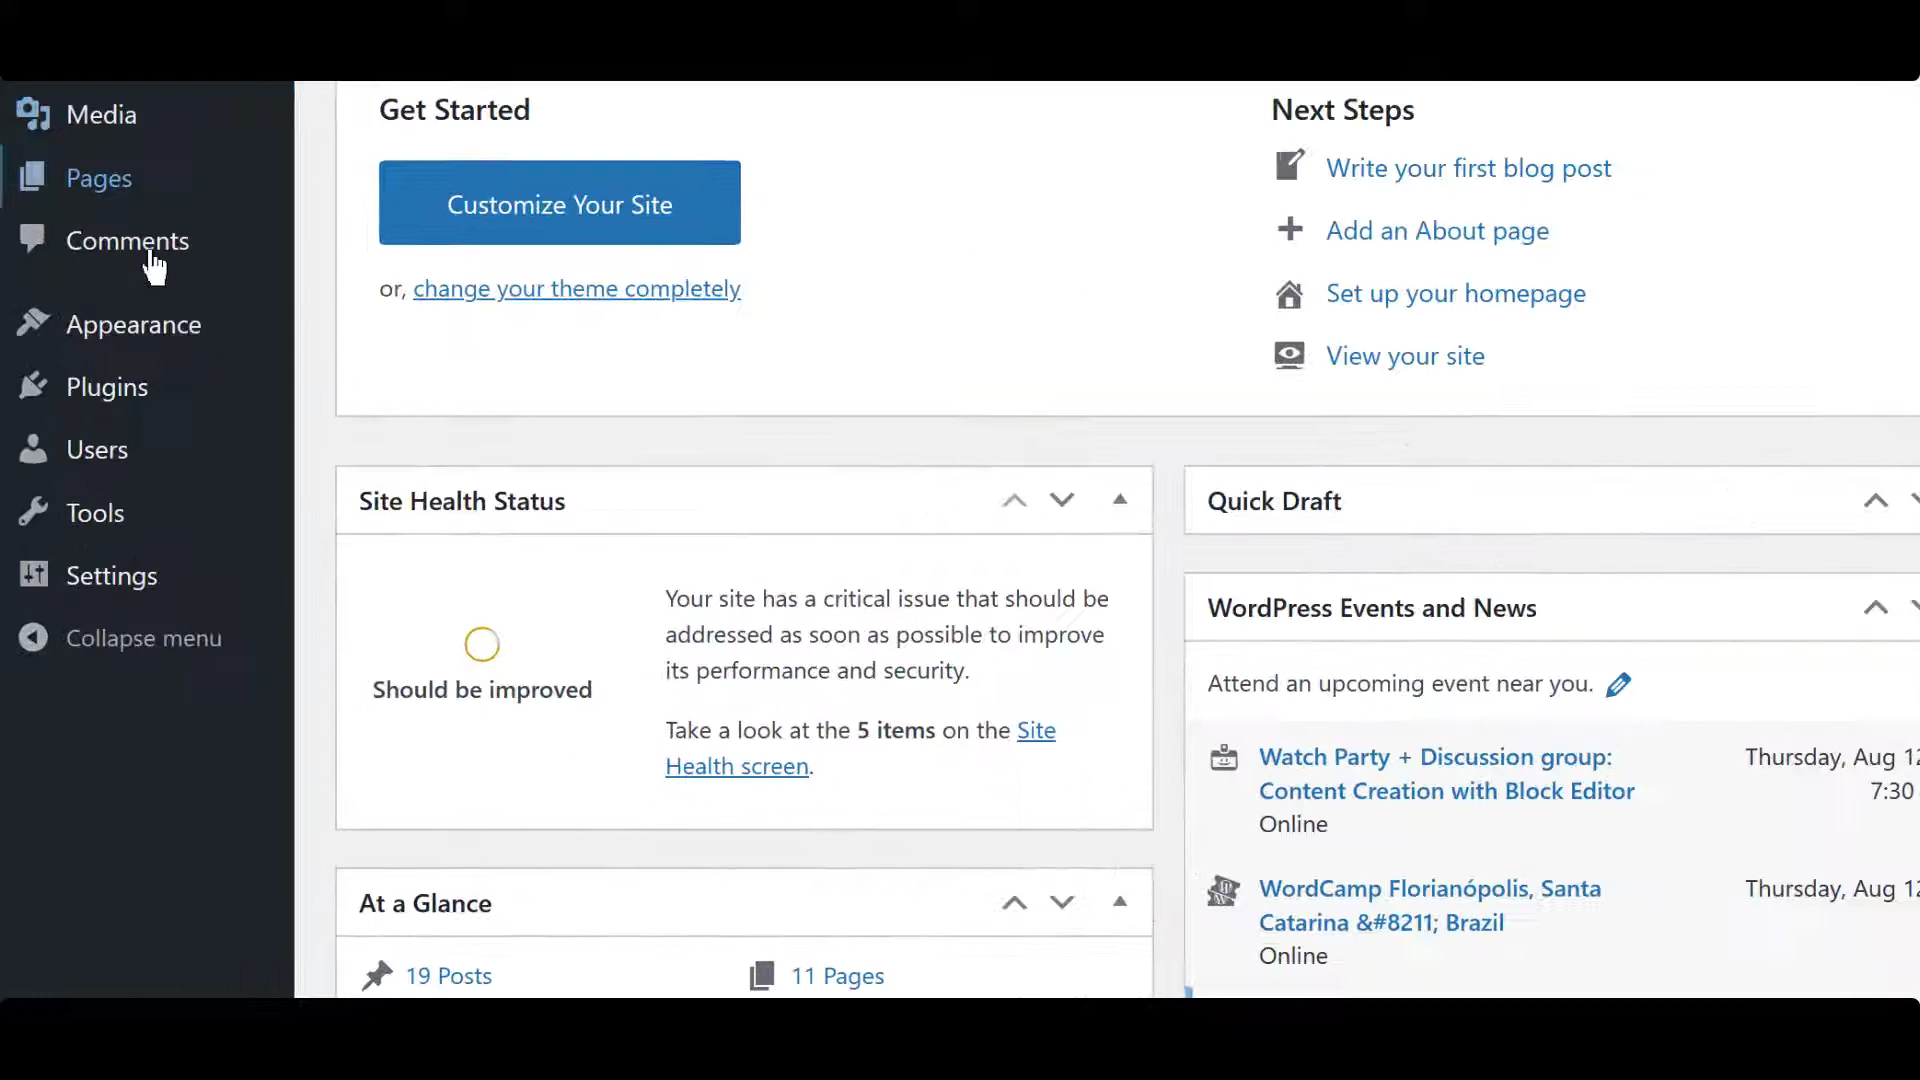 Media
Pages
Comments
Appearance
Plugins
Users
Tools
Settings
Collapse menu
Get Started
Customize Your Site
or, change your theme completely
Next Steps
Write your first blog post
Add an About page
Set up your homepage
View your site
Site Health Status
Should be improved
Your site has a critical issue that should be
addressed as soon as possible to improve
its performance and security.
Take a look at the 5 items on the Site
Health screen.
At a Glance
19 Posts
11 Pages
Quick Draft
WordPress Events and News
Attend an upcoming event near you.
Watch Party + Discussion group:
Content Creation with Block Editor
Online
Thursday, Aug 12
7:30
WordCamp Florianópolis, Santa
Catarina &#8211; Brazil
Online
Thursday, Aug 12